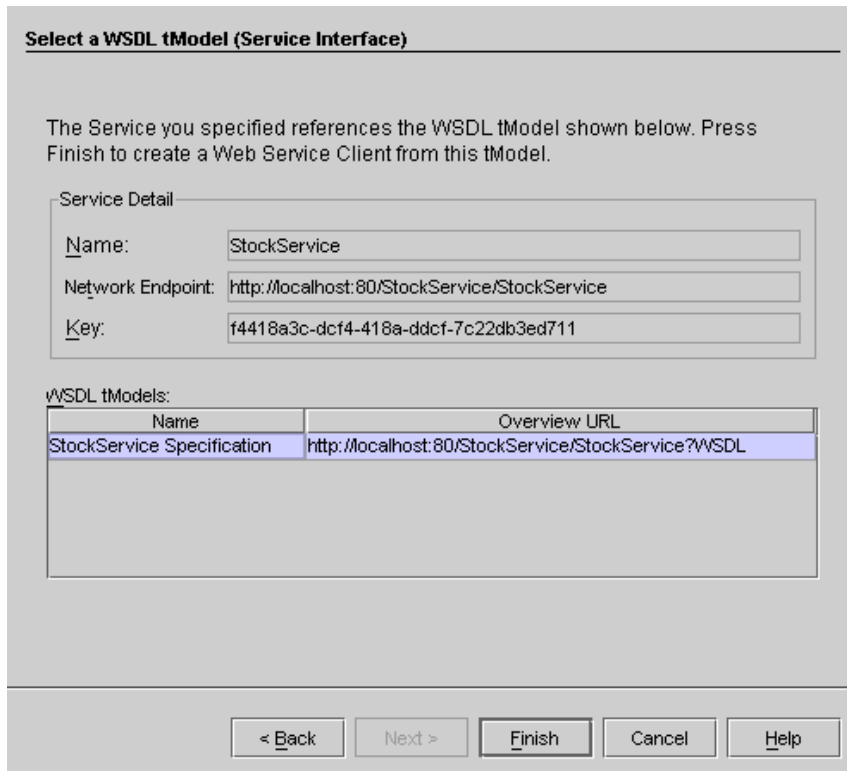 Select a WSDL tModel (Service Interface)
The Service you specified references the WSDL tModel shown below. Press
Finish to create a Web Service Client from this tModel.
Service Detail
Name: StockService
Network Endpoint: http://localhost:80/StockService/StockService
Key: f4418a3c-dcf4-418a-ddcf-7c22db3ed711
WSDL tModels:
Name Overview URL
StockService Specification http://localhost:80/StockService/StockService?WSDL
< Back Next > Finish Cancel Help